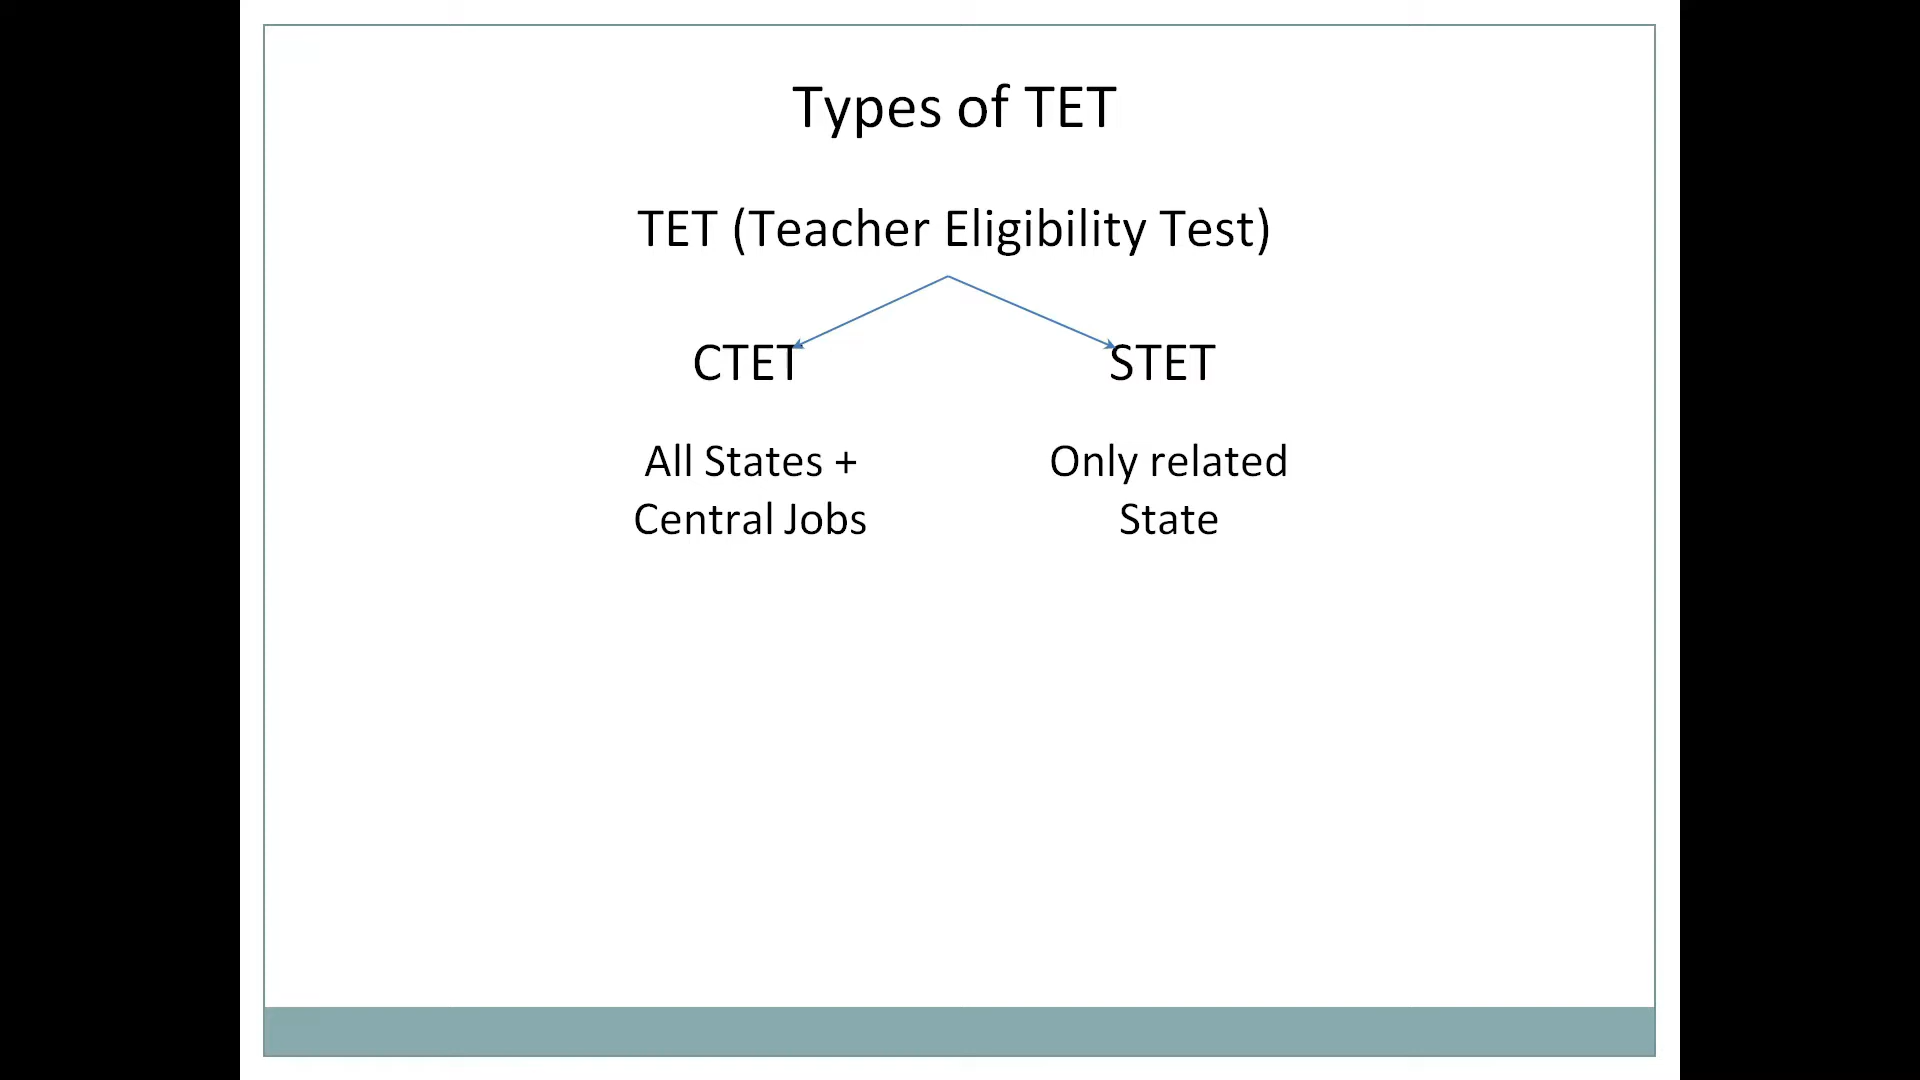 Types of TET
TET (Teacher Eligibility Test)
CTET
STET
All States +
Central Jobs
Only related
State